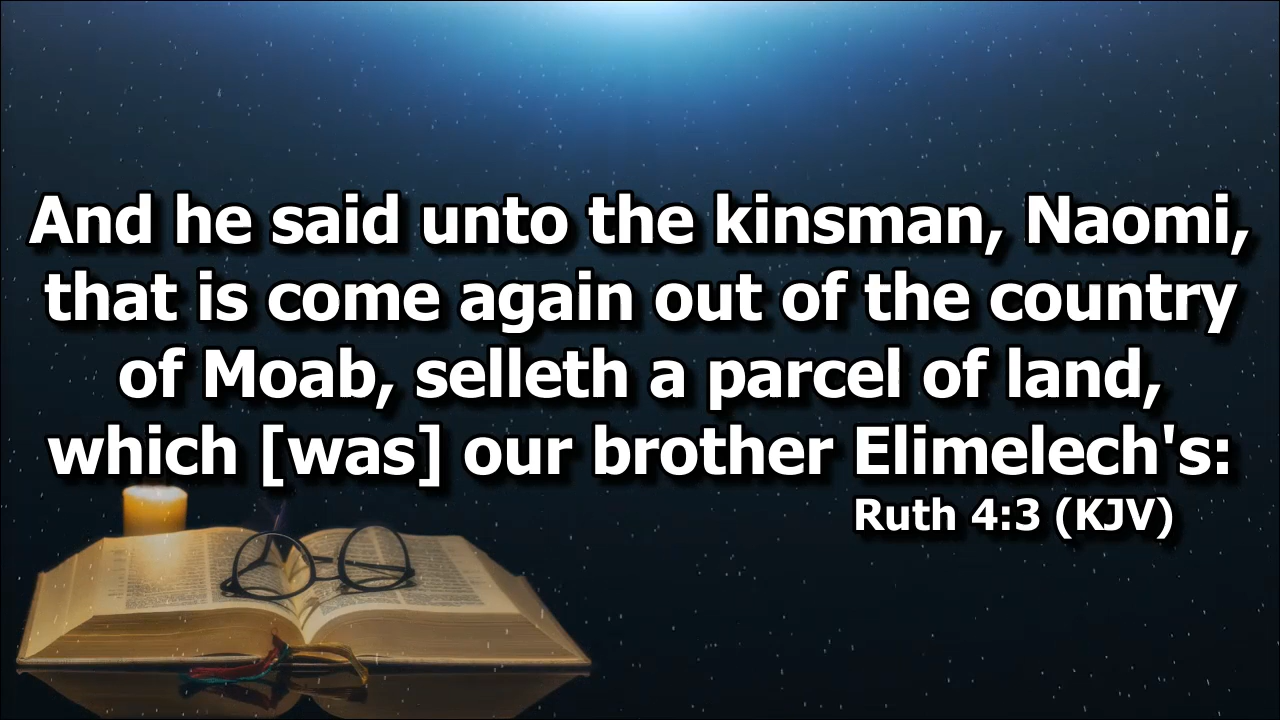 And he said unto the kinsman, Naomi,
that is come again out of the country
of Moab, selleth a parcel of land,
which [was] our brother Elimelech's:
Ruth 4:3 (KJV)